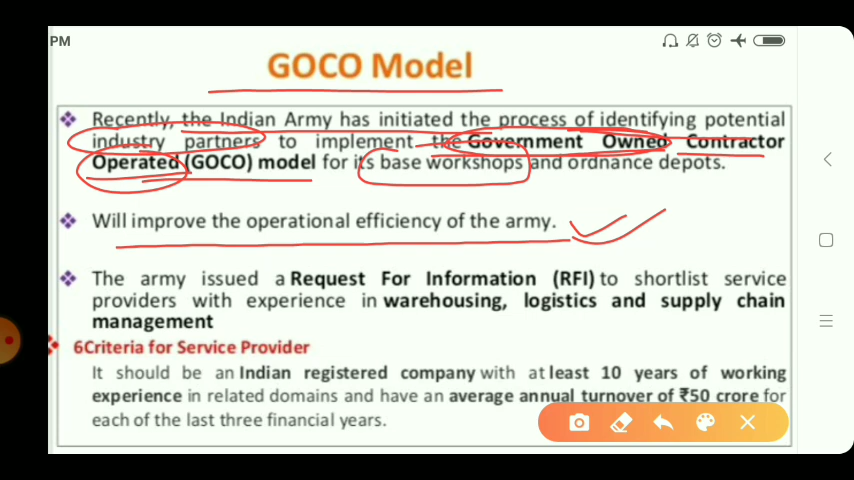 PM
GOCO Model
Recently, the Indian Army has initiated the process of identifying potential
industry partners to implement the Government Owned Contractor
Operated (GOCO) model for its base workshops and ordnance depots.
Will improve the operational efficiency of the army.
The army issued a Request For Information (RFI) to shortlist service
providers with experience in warehousing, logistics and supply chain
management
6Criteria for Service Provider
It should be an Indian registered company with at least 10 years of working
experience in related domains and have an average annual turnover of ₹50 crore for
each of the last three financial years.